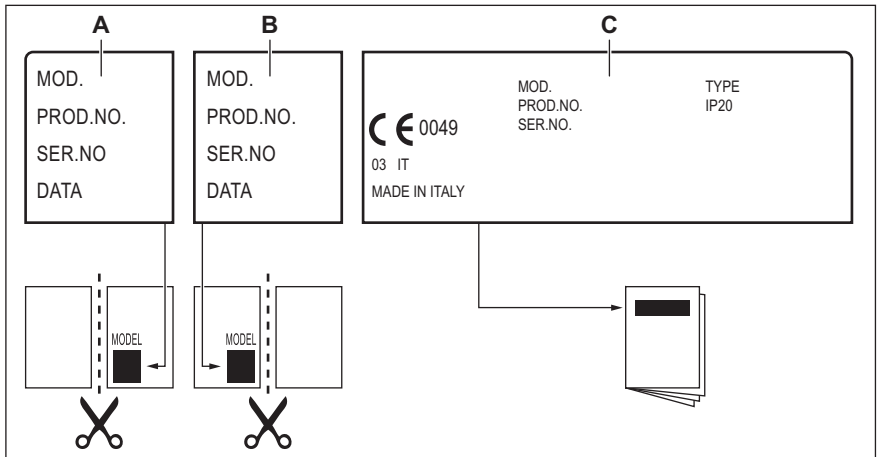 A
B
C
MOD.
PROD.NO.
SER.NO
DATA
MOD.
PROD.NO.
SER.NO
DATA
MOD.
PROD.NO.
SER.NO.
TYPE
IP20
CE 0049
03 IT
MADE IN ITALY
MODEL
MODEL